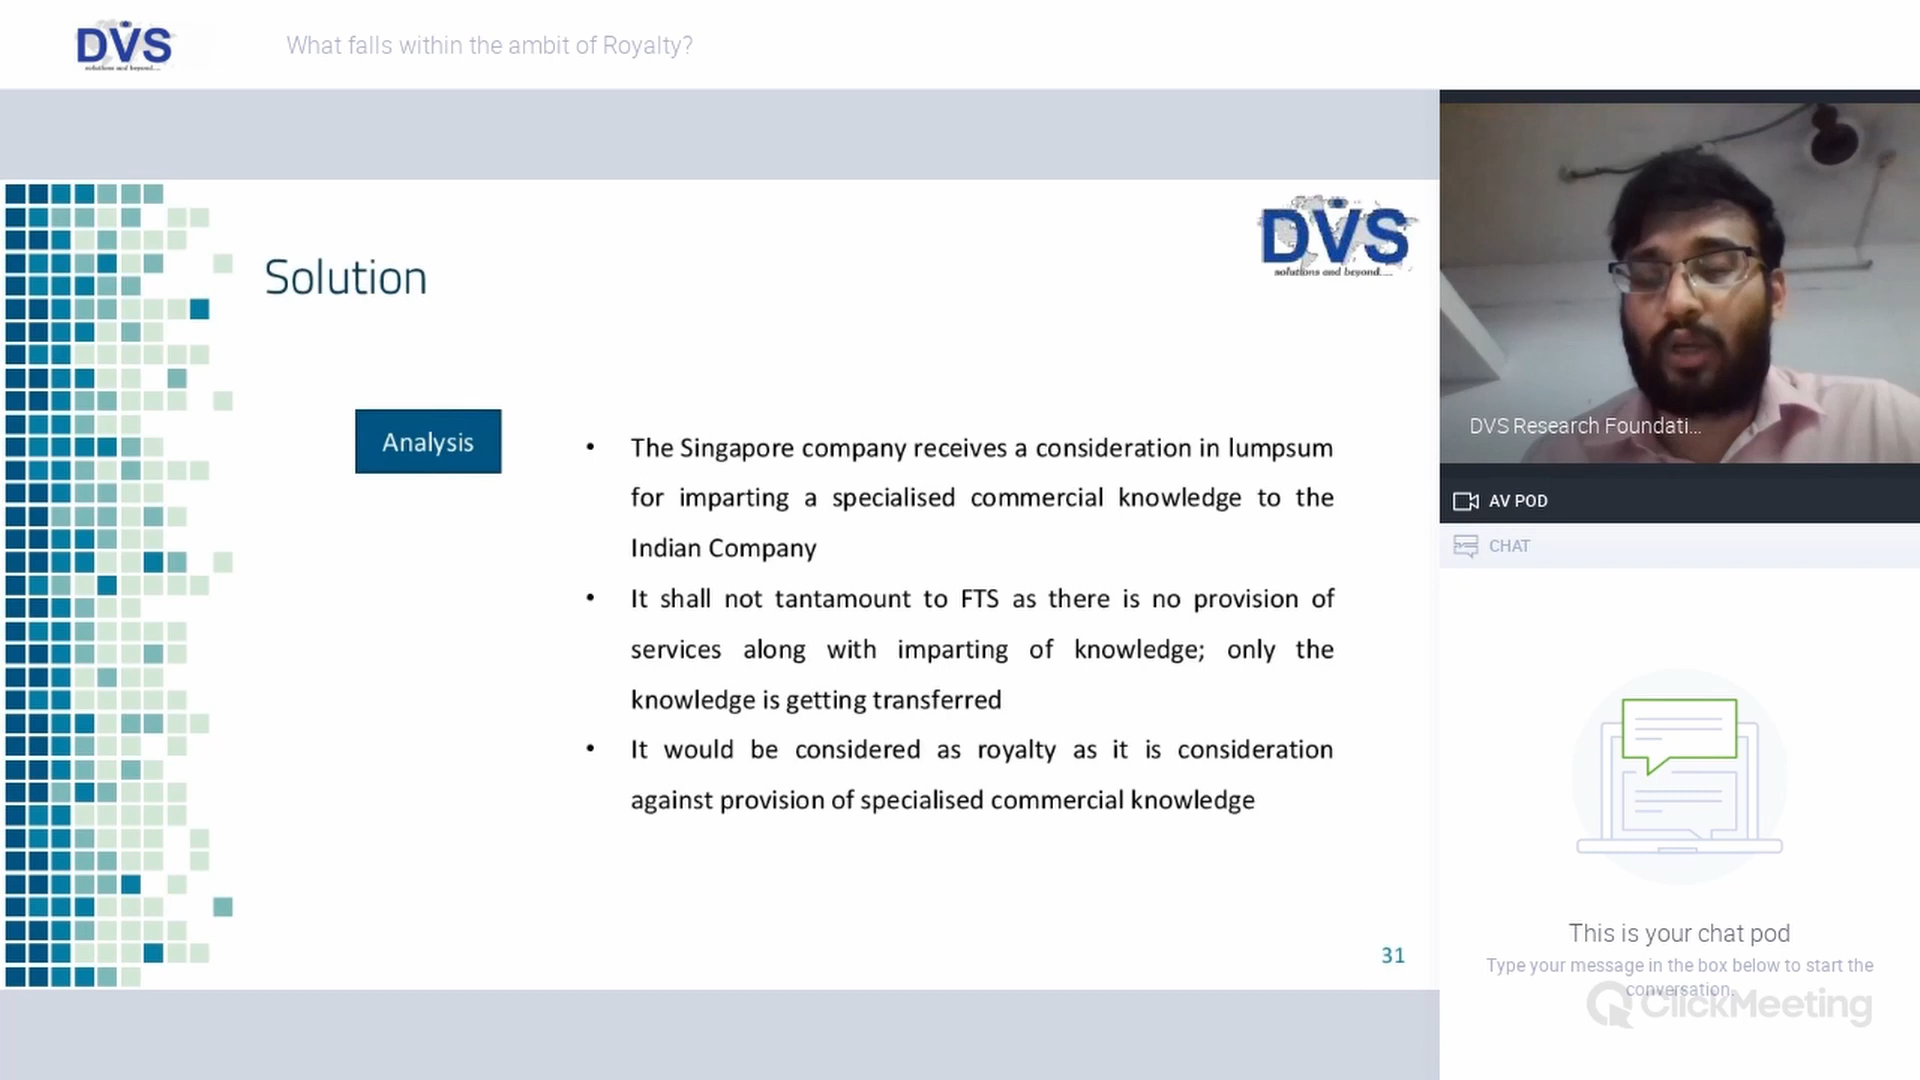 DVS
solutions and beyond....
What falls within the ambit of Royalty?
DVS
solutions and beyond....
Solution
Analysis
• The Singapore company receives a consideration in lumpsum
for imparting a specialised commercial knowledge to the
Indian Company
• It shall not tantamount to FTS as there is no provision of
services along with imparting of knowledge; only the
knowledge is getting transferred
• It would be considered as royalty as it is consideration
against provision of specialised commercial knowledge
31
DVS Research Foundati...
AV POD
CHAT
This is your chat pod
Type your message in the box below to start the
conversation.
ClickMeeting